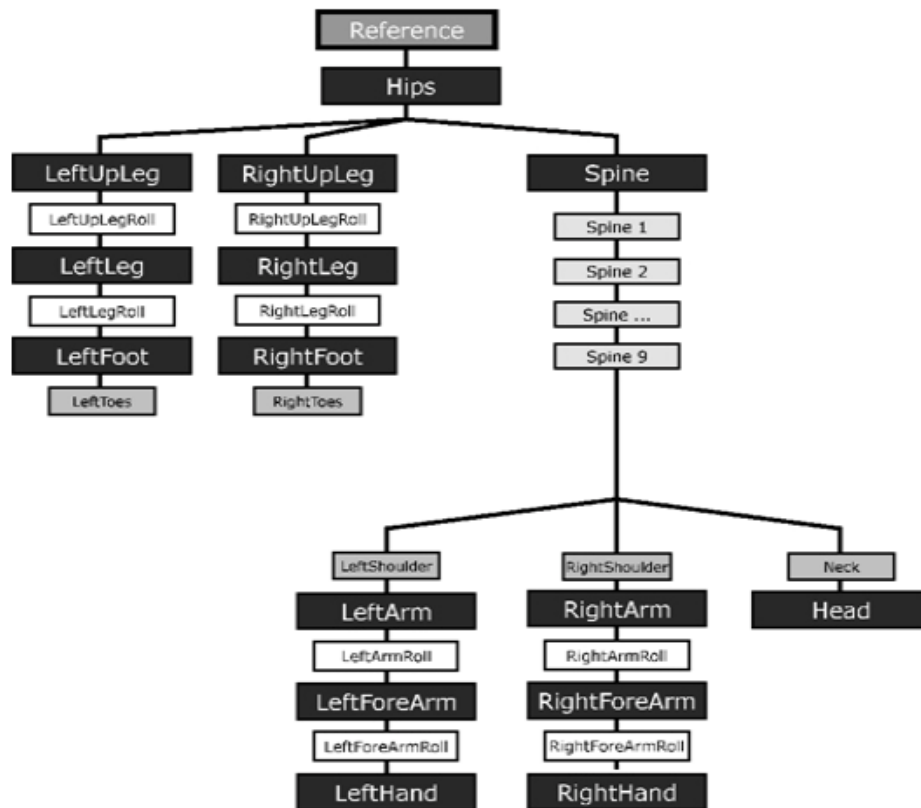 Reference
Hips
LeftUpLeg
RightUpLeg
Spine
LeftUpLegRoll
RightUpLegRoll
Spine 1
LeftLeg
RightLeg
Spine 2
LeftLegRoll
RightLegRoll
Spine ...
LeftFoot
RightFoot
Spine 9
LeftToes
RightToes
LeftShoulder
RightShoulder
Neck
LeftArm
RightArm
Head
LeftArmRoll
RightArmRoll
LeftForeArm
RightForeArm
LeftForeArmRoll
RightForeArmRoll
LeftHand
RightHand